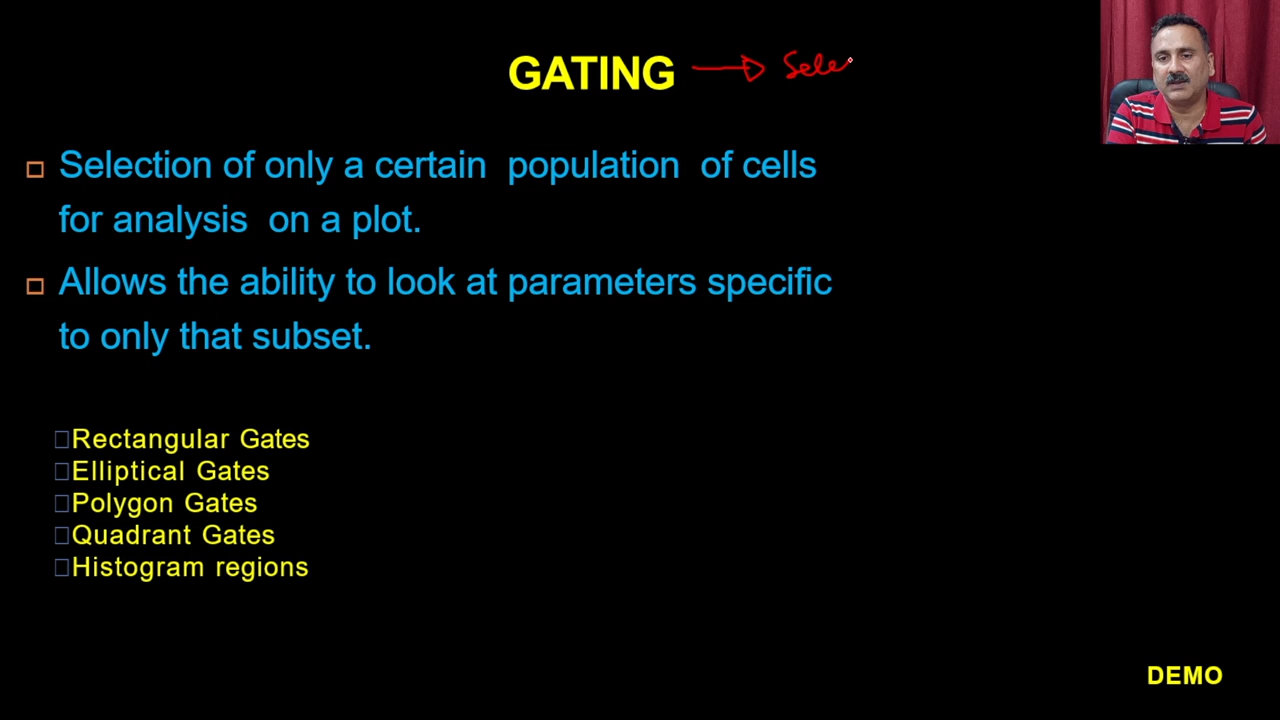 GATING → Sele
Selection of only a certain population of cells
for analysis on a plot.
Allows the ability to look at parameters specific
to only that subset.
Rectangular Gates
Elliptical Gates
Polygon Gates
Quadrant Gates
Histogram regions
DEMO